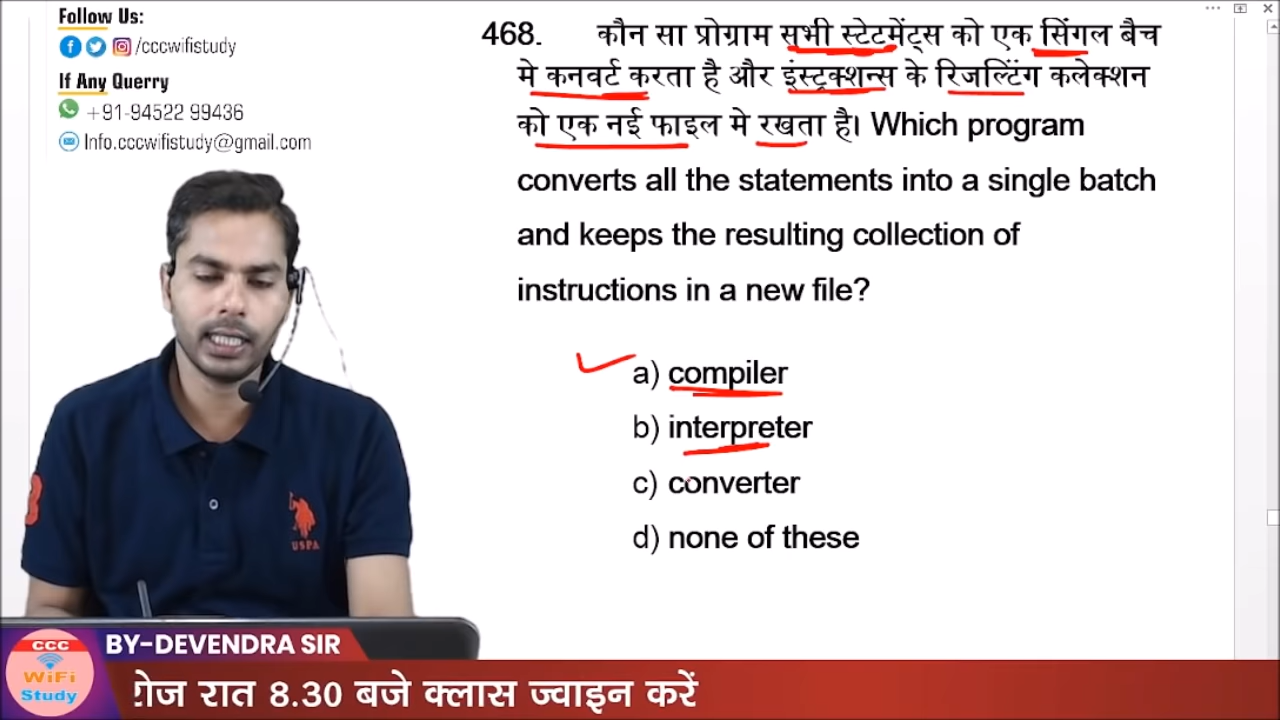 Follow Us:
/cccwifistudy
If Any Querry
+91-94522 99436
Info.cccwifistudy@gmail.com
468. कौन सा प्रोग्राम सभी स्टेटमेंट्स को एक सिंगल बैच
मे कनवर्ट करता है और इंस्ट्रक्शन्स के रिजल्टिंग कलेक्शन
को एक नई फाइल मे रखता है। Which program
converts all the statements into a single batch
and keeps the resulting collection of
instructions in a new file?
a) compiler
b) interpreter
c) converter
d) none of these
USPA
3
BY-DEVENDRA SIR
CCC
WiFi
Study
रोज रात 8.30 बजे क्लास ज्वाइन करें